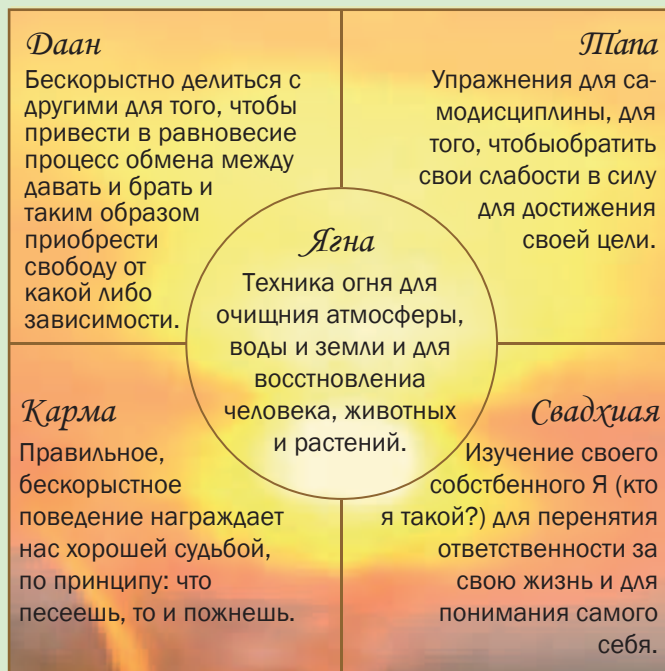 Даан
Бескорыстно делиться с
другими для того, чтобы
привести в равновесие
процесс обмена между
давать и брать и
таким образом
приобрести
свободу от
какой либо
зависимости.
Тапа
Упражнения для са-
модисциплины, для
того, чтобыобратить
свои слабости в силу
для достижения
своей цели.
Ягна
Техника огня для
очищния атмосферы,
воды и земли и для
восстновлениа
человека, животных
и растений.
Карма
Правильное,
бескорыстное
поведение награждает
нас хорошей судьбой,
по принципу: что
песеешь, то и пожнешь.
Свадхиая
Изучение своего
собстбенного Я (кто
я такой?) для перенятия
ответственности за
свою жизнь и для
понимания самого
себя.